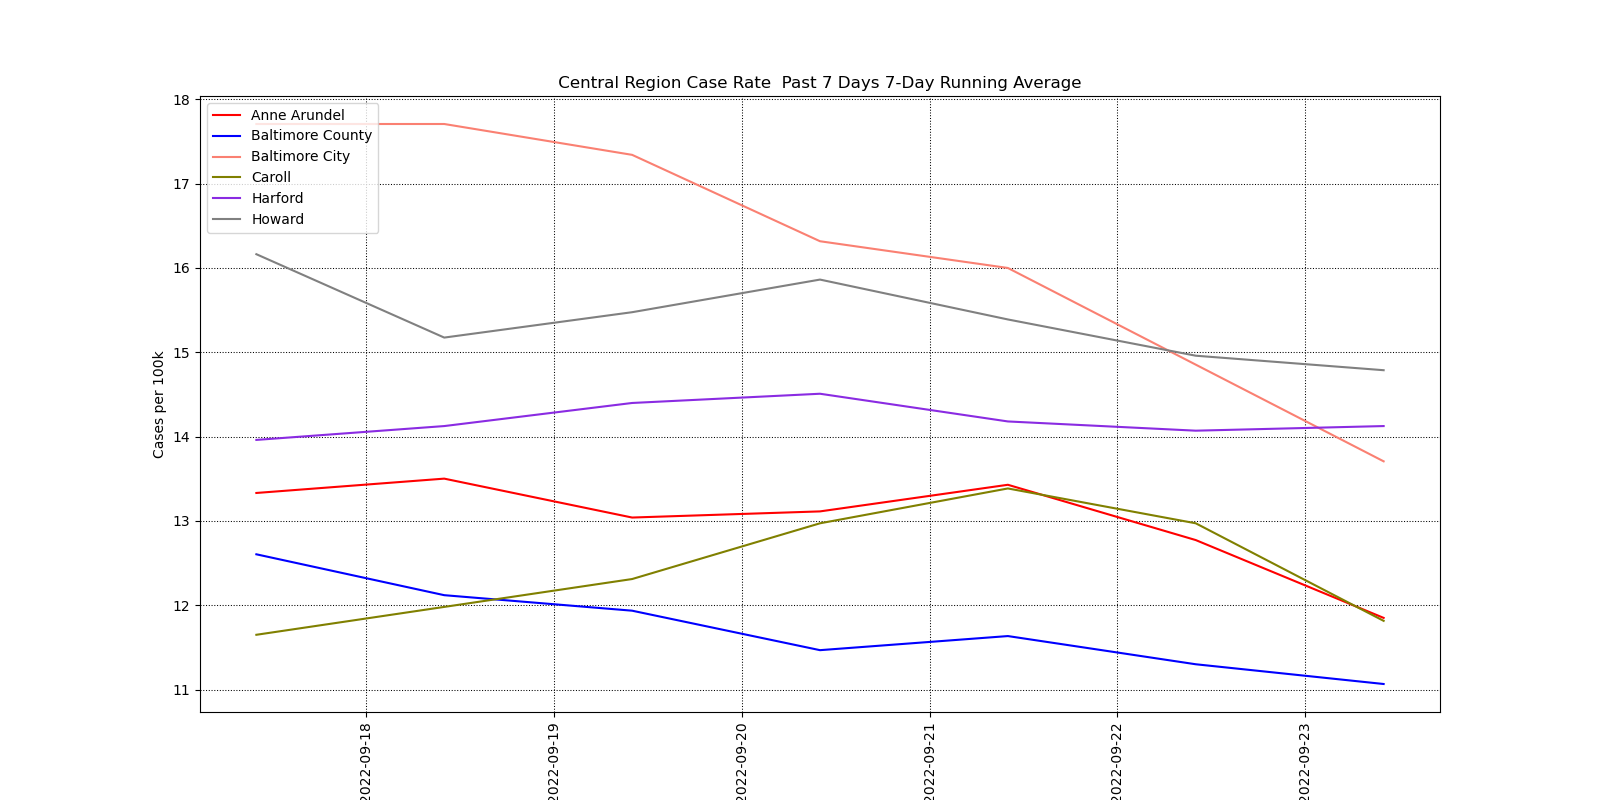 Central Region Case Rate  Past 7 Days 7-Day Running Average
Anne Arundel
Baltimore County
Baltimore City
Caroll
Harford
Howard
Cases per 100k
18
17
16
15
14
13
12
11
2022-09-18
2022-09-19
2022-09-20
2022-09-21
2022-09-22
2022-09-23